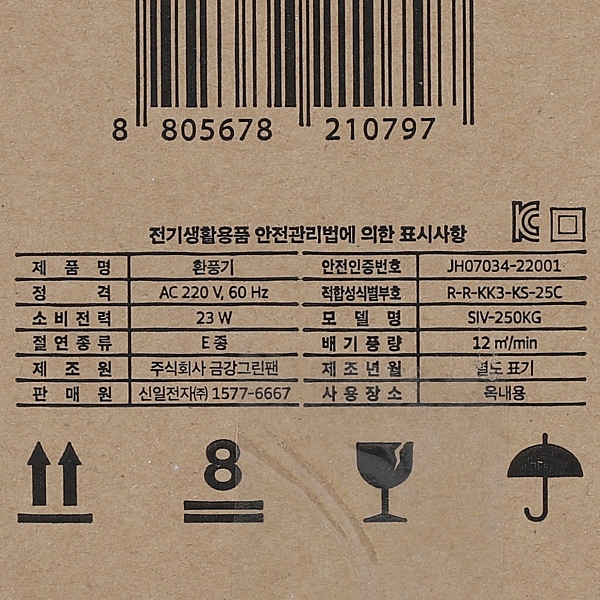 8 805678 210797
전기생활용품 안전관리법에 의한 표시사항
제품명 환풍기 안전인증번호 JH07034-22001
정격 AC 220 V, 60 Hz 적합성식별부호 R-R-KK3-KS-25C
소비전력 23 W 모델명 SIV-250KG
절연종류 E 종 배기풍량 12 ㎥/min
제조원 주식회사 금강그린팬 제조년월 별도 표기
판매원 신일전자㈜ 1577-6667 사용장소 옥내용
8